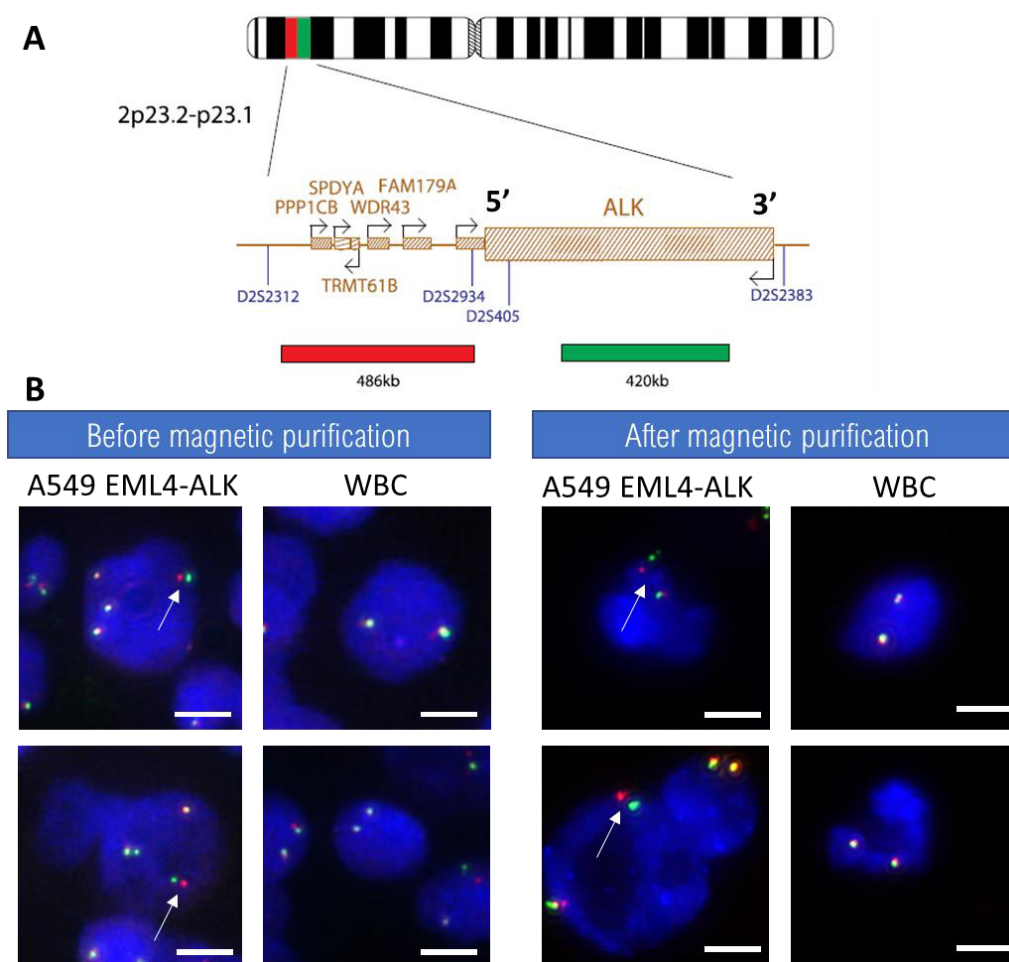 A
2p23.2-p23.1
SPDYA FAM179A
PPP1CB WDR43
5’ ALK 3’
TRMT61B
D2S2312 D2S2934 D2S2383
D2S405
486kb 420kb
B
Before magnetic purification After magnetic purification
A549 EML4-ALK WBC A549 EML4-ALK WBC